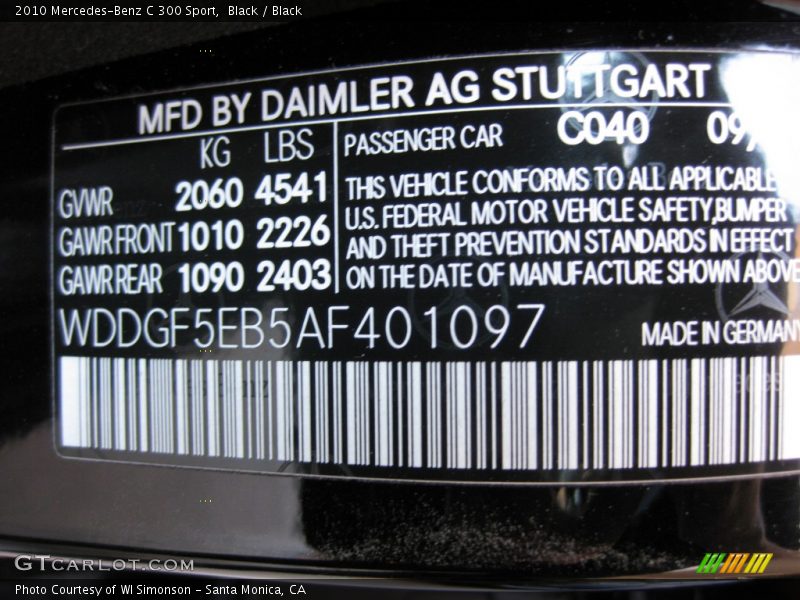 2010 Mercedes-Benz C 300 Sport, Black / Black
MFD BY DAIMLER AG STUTTGART
KG LBS PASSENGER CAR C040 09/
GVWR 2060 4541 THIS VEHICLE CONFORMS TO ALL APPLICABLE
GAWR FRONT 1010 2226 U.S. FEDERAL MOTOR VEHICLE SAFETY,BUMPER
GAWR REAR 1090 2403 AND THEFT PREVENTION STANDARDS IN EFFECT
ON THE DATE OF MANUFACTURE SHOWN ABOVE
WDDGF5EB5AF401097 MADE IN GERMANY
GTCARLOT.COM
Photo Courtesy of WI Simonson - Santa Monica, CA